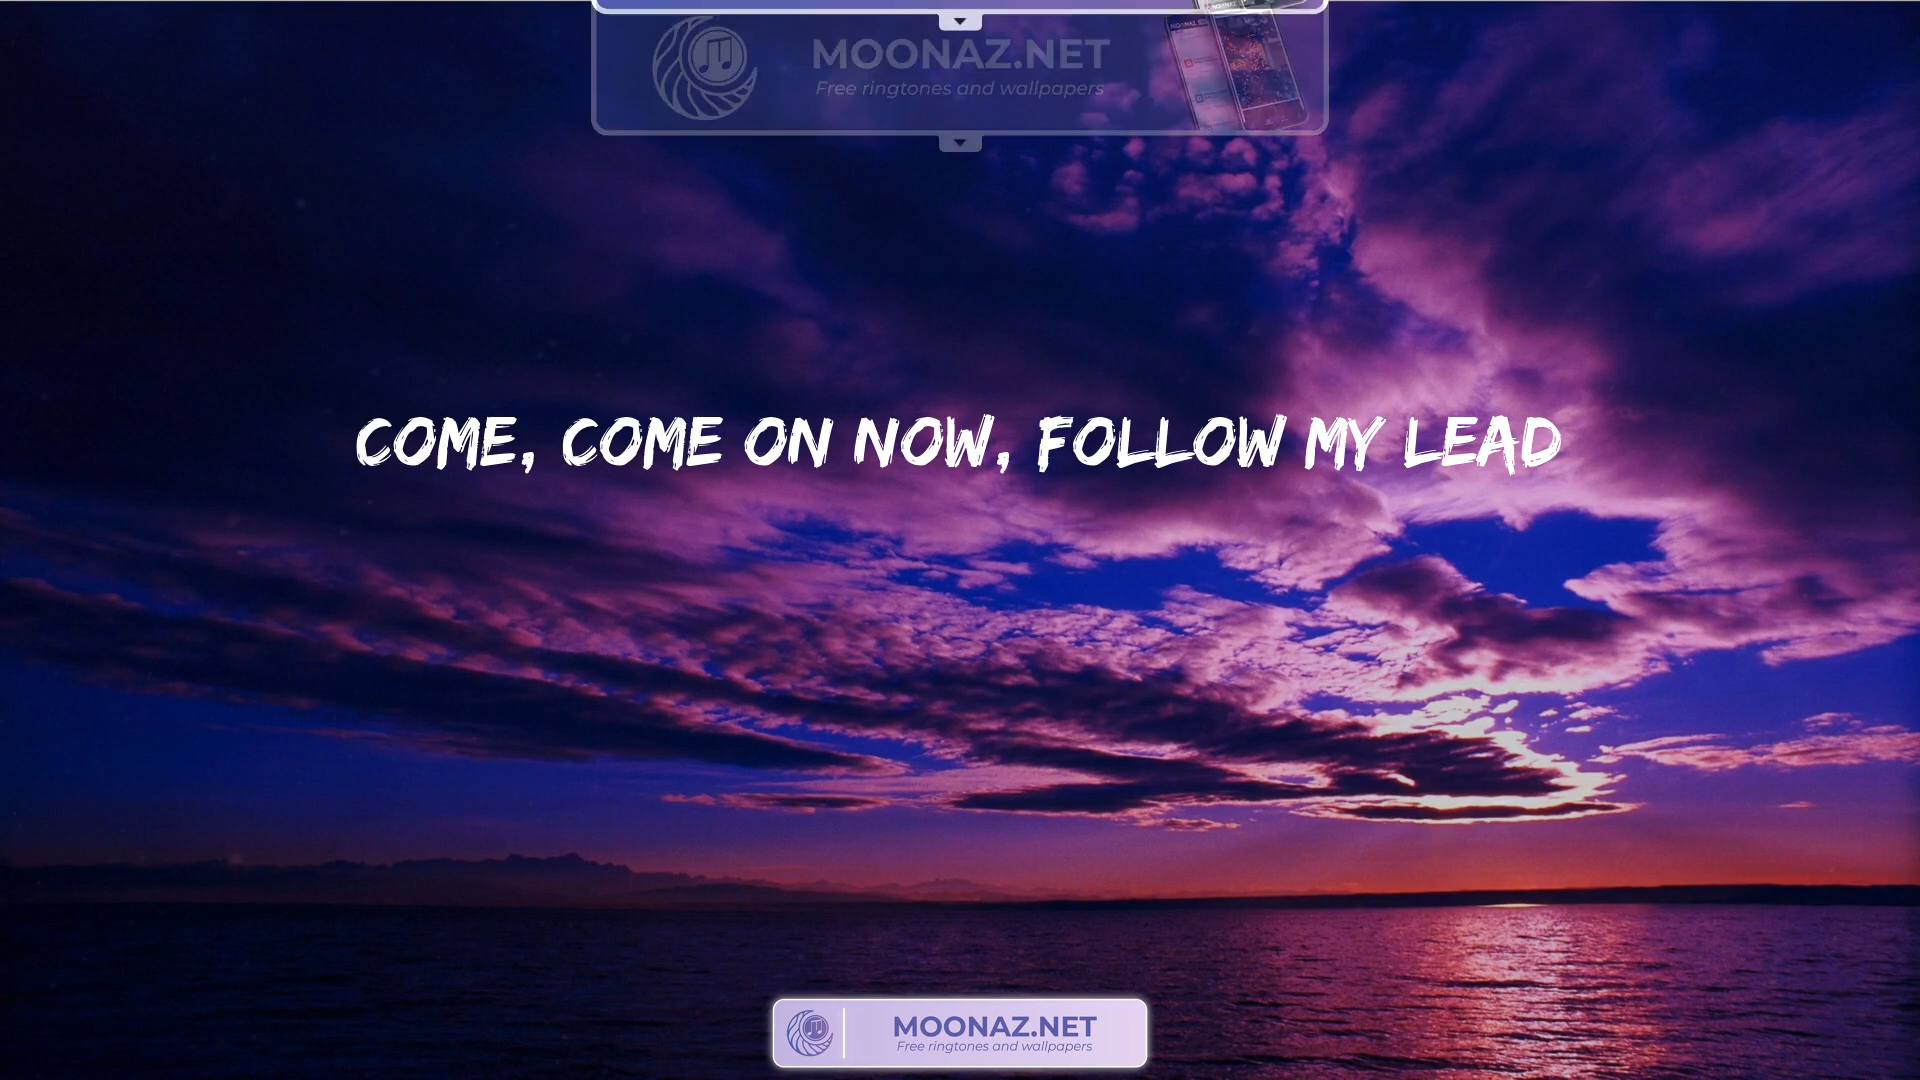 MOONAZ.NET
Free ringtones and wallpapers
COME, COME ON NOW, FOLLOW MY LEAD
MOONAZ.NET
Free ringtones and wallpapers